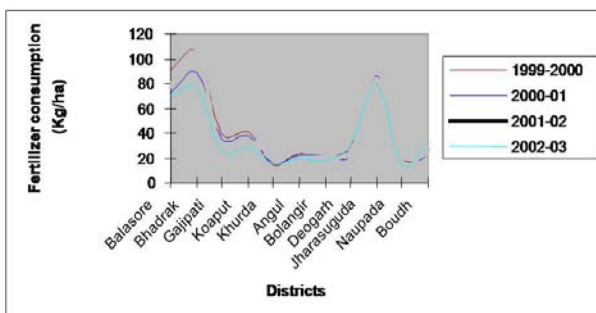 Fertilizer consumption
(Kg/ha)
120
100
80
60
40
20
0
Balasore
Bhadrak
Gajipati
Koaput
Khurda
Angul
Bolangir
Deogarh
Jharasuguda
Naupada
Boudh
Districts
1999-2000
2000-01
2001-02
2002-03